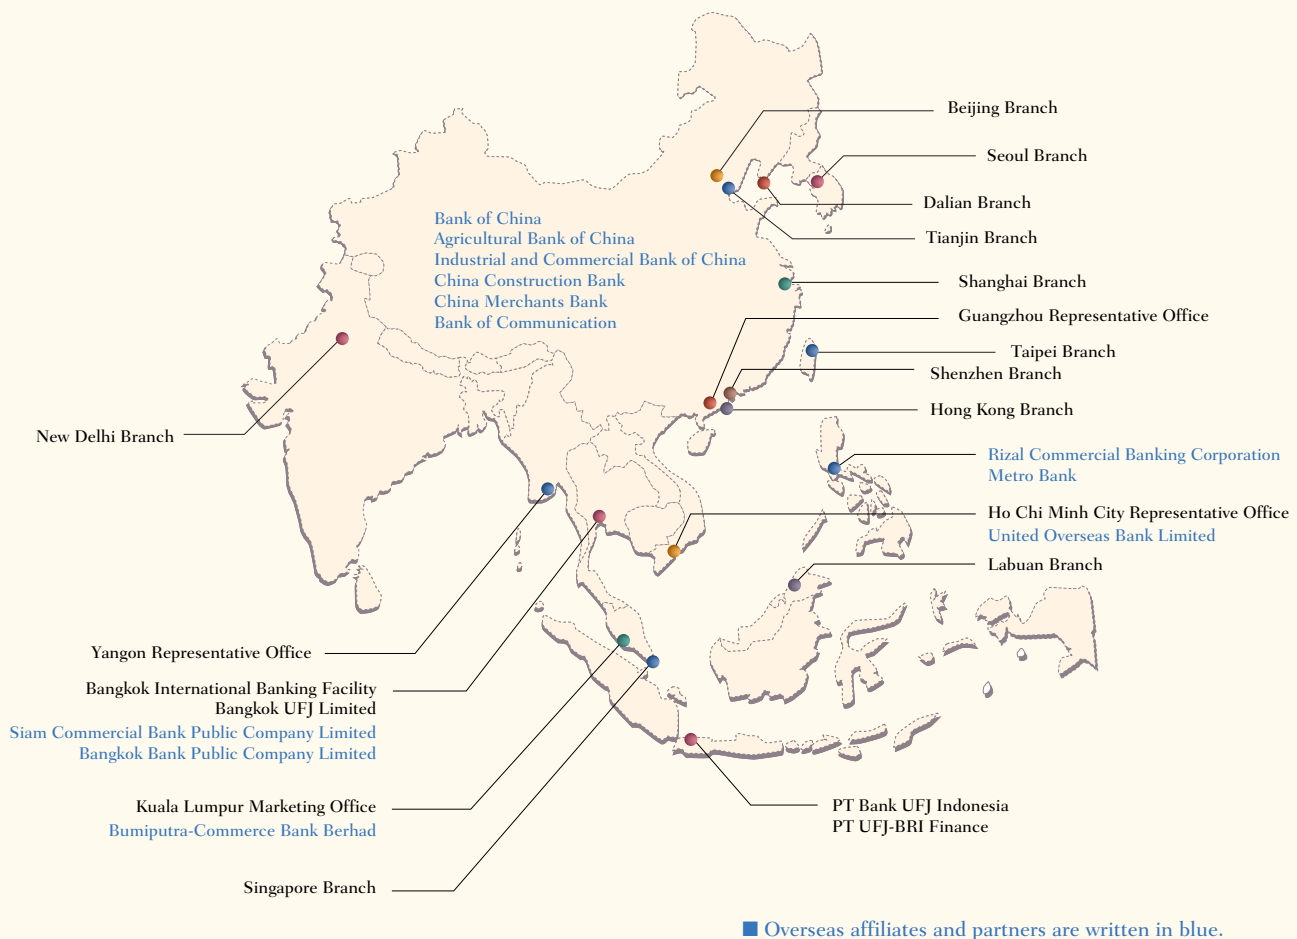 Beijing Branch
Seoul Branch
Dalian Branch
Tianjin Branch
Bank of China
Agricultural Bank of China
Industrial and Commercial Bank of China
China Construction Bank
China Merchants Bank
Bank of Communication
Shanghai Branch
Guangzhou Representative Office
Taipei Branch
Shenzhen Branch
Hong Kong Branch
New Delhi Branch
Rizal Commercial Banking Corporation
Metro Bank
Ho Chi Minh City Representative Office
United Overseas Bank Limited
Labuan Branch
Yangon Representative Office
Bangkok International Banking Facility
Bangkok UFJ Limited
Siam Commercial Bank Public Company Limited
Bangkok Bank Public Company Limited
Kuala Lumpur Marketing Office
Bumiputra-Commerce Bank Berhad
PT Bank UFJ Indonesia
PT UFJ-BRI Finance
Singapore Branch
■ Overseas affiliates and partners are written in blue.